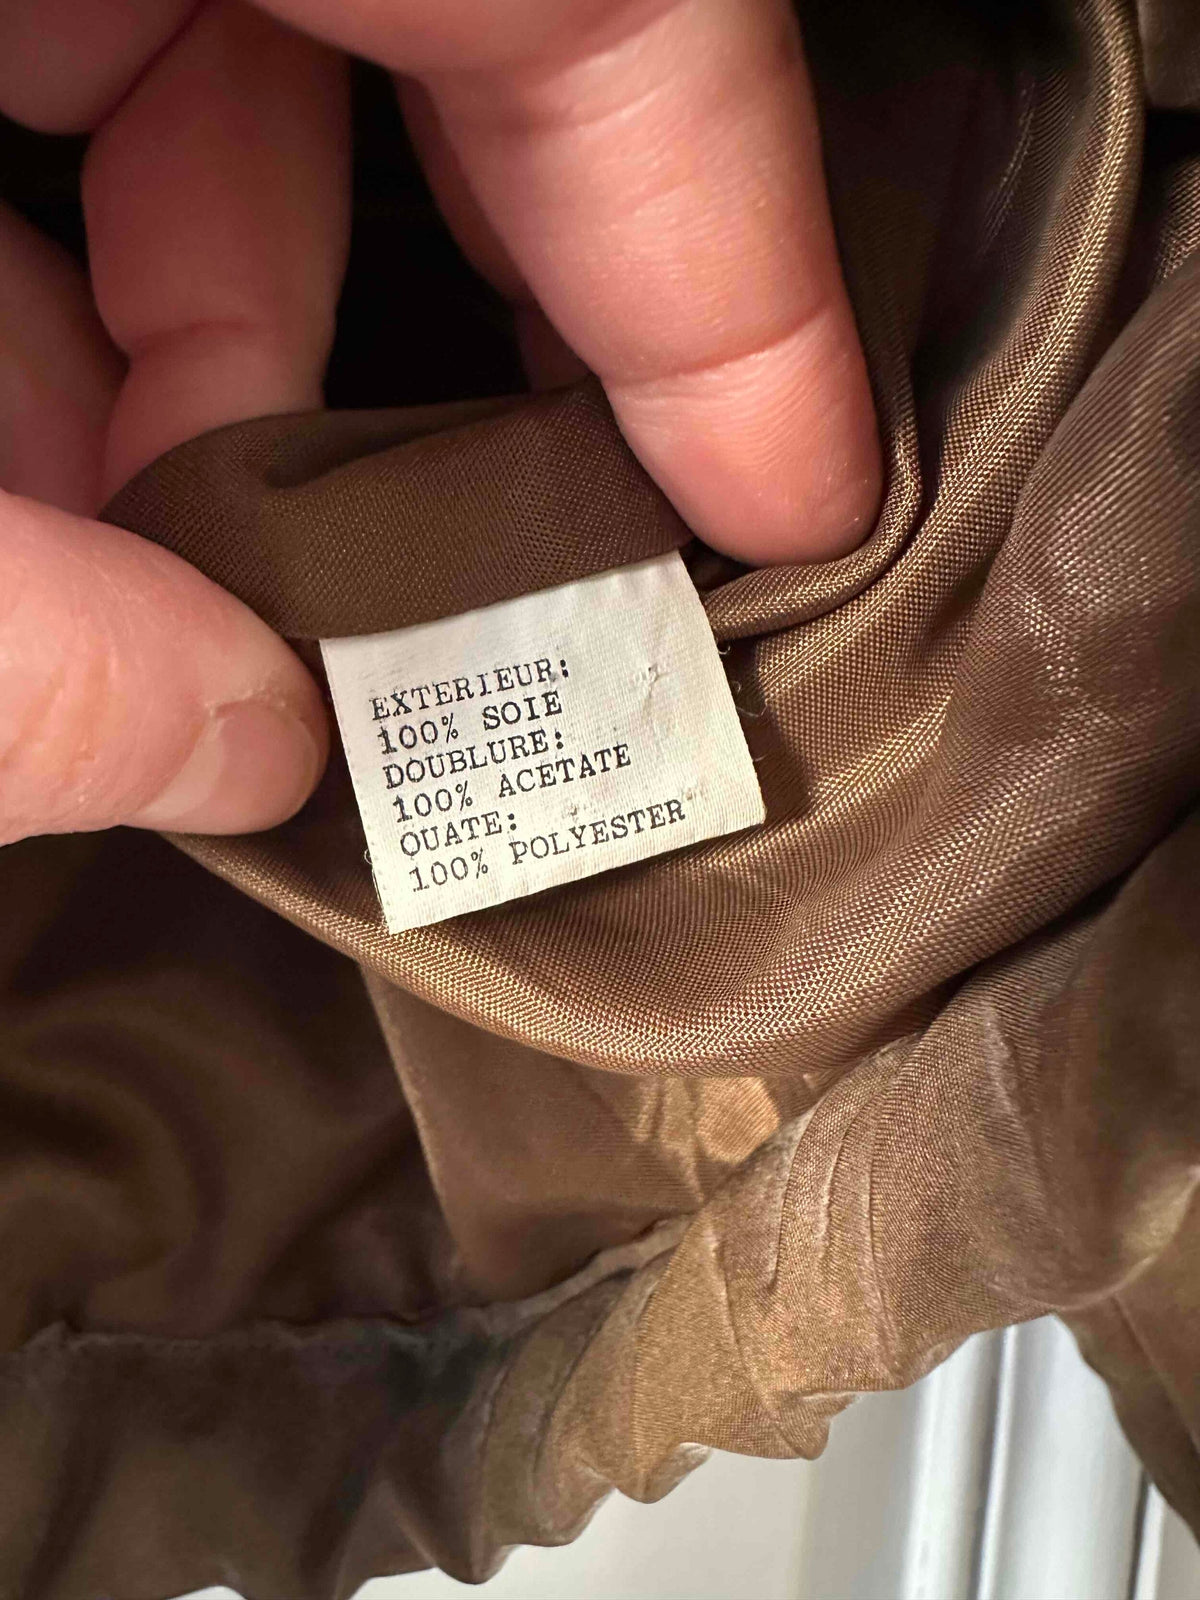 EXTERIEUR:
100% SOIE
DOUBLURE:
100% ACETATE
OUATE:
100% POLYESTER